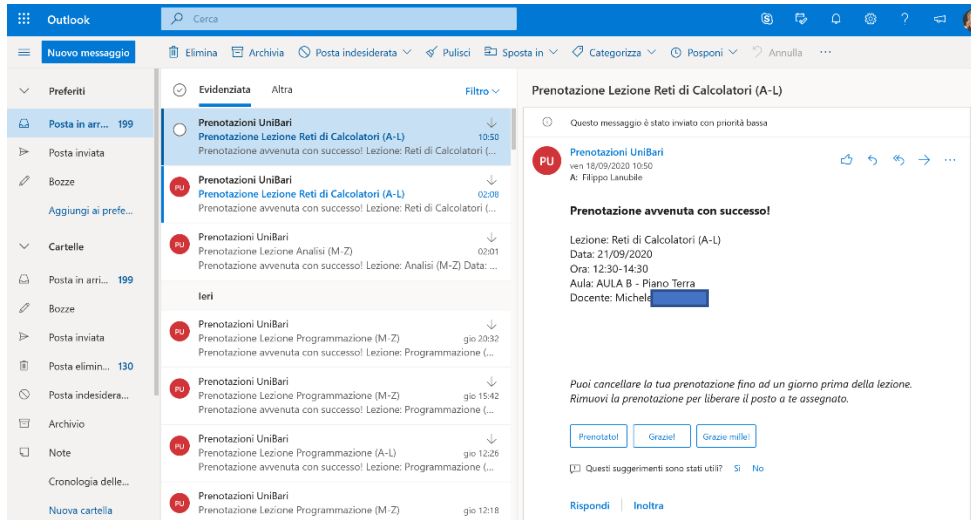 Outlook
Cerca
Nuovo messaggio
Elimina Archivia Posta indesiderata Pulisci Sposta in Categorizza Posponi Annulla ...
Preferiti
Posta in arr... 199
Posta inviata
Bozze
Aggiungi ai prefe...
Cartelle
Posta in arri... 199
Bozze
Posta inviata
Posta elimin... 130
Posta indesidera...
Archivio
Note
Cronologia delle...
Nuova cartella
Evidenziata Altra Filtro
Prenotazioni UniBari
Prenotazione Lezione Reti di Calcolatori (A-L) 10:50
Prenotazione avvenuta con successo! Lezione: Reti di Calcolatori (...
PU
Prenotazioni UniBari
Prenotazione Lezione Reti di Calcolatori (A-L) 02:08
Prenotazione avvenuta con successo! Lezione: Reti di Calcolatori (...
PU
Prenotazioni UniBari
Prenotazione Lezione Analisi (M-Z) 02:01
Prenotazione avvenuta con successo! Lezione: Analisi (M-Z) Data: ...
Ieri
PU
Prenotazioni UniBari
Prenotazione Lezione Programmazione (M-Z) gio 20:32
Prenotazione avvenuta con successo! Lezione: Programmazione (...
PU
Prenotazioni UniBari
Prenotazione Lezione Programmazione (M-Z) gio 15:42
Prenotazione avvenuta con successo! Lezione: Programmazione (...
PU
Prenotazioni UniBari
Prenotazione Lezione Programmazione (A-L) gio 12:26
Prenotazione avvenuta con successo! Lezione: Programmazione (...
PU
Prenotazioni UniBari
Prenotazione Lezione Programmazione (M-Z) gio 12:18
Prenotazione Lezione Reti di Calcolatori (A-L)
Questo messaggio è stato inviato con priorità bassa
PU
Prenotazioni UniBari
ven 18/09/2020 10:50
A: Filippo Lanubile
Prenotazione avvenuta con successo!
Lezione: Reti di Calcolatori (A-L)
Data: 21/09/2020
Ora: 12:30-14:30
Aula: AULA B - Piano Terra
Docente: Michele
Puoi cancellare la tua prenotazione fino ad un giorno prima della lezione.
Rimuovi la prenotazione per liberare il posto a te assegnato.
Prenotato! Grazie! Grazie mille!
Questi suggerimenti sono stati utili? Sì No
Rispondi Inoltra